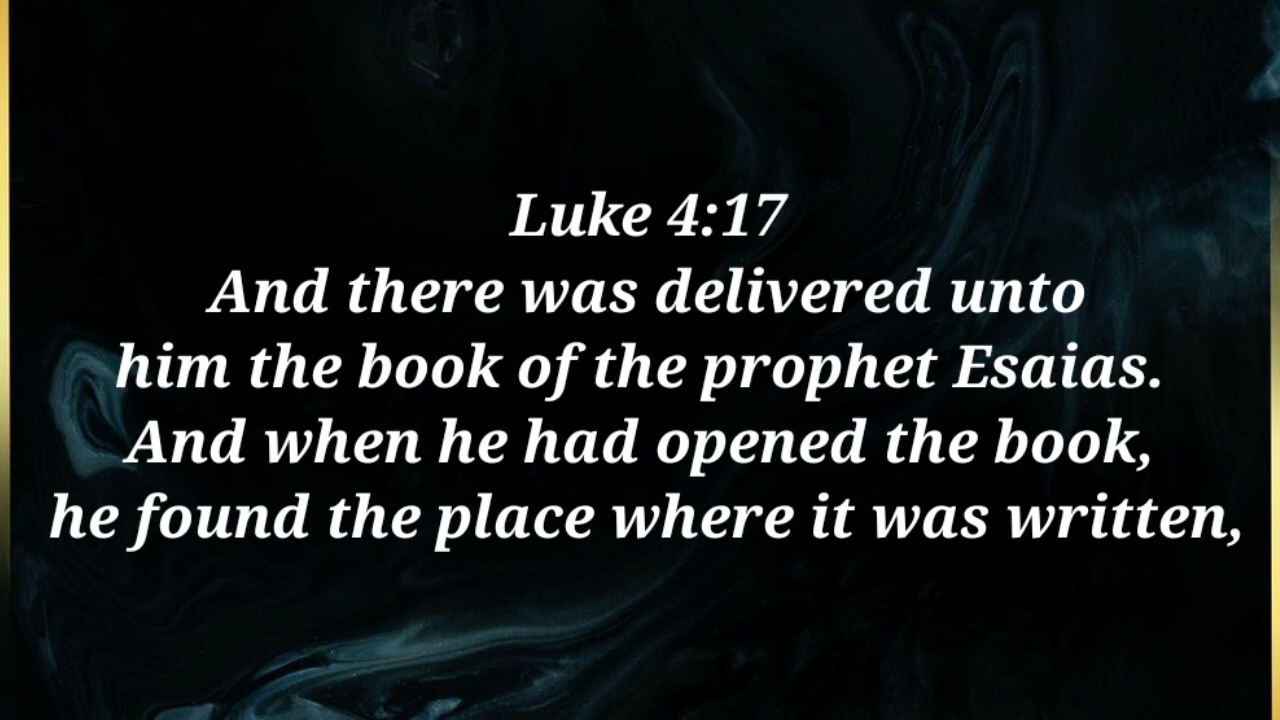 Luke 4:17
And there was delivered unto
him the book of the prophet Esaias.
And when he had opened the book,
he found the place where it was written,